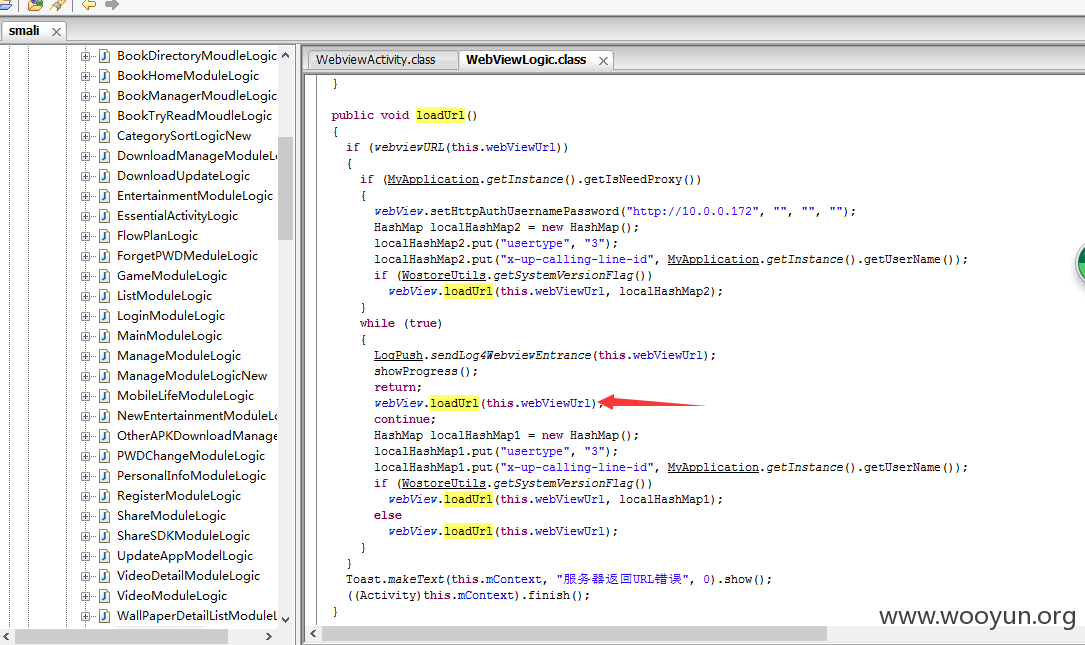 smali
BookDirectoryMoudleLogic
BookHomeModuleLogic
BookManagerMoudleLogic
BookTryReadMoudleLogic
CategorySortLogicNew
DownloadManageModuleL
DownloadUpdateLogic
EntertainmentModuleLogic
EssentialActivityLogic
FlowPlanLogic
ForgetPWDMeduleLogic
GameModuleLogic
ListModuleLogic
LoginModuleLogic
MainModuleLogic
ManageModuleLogic
ManageModuleLogicNew
MobileLifeModuleLogic
NewEntertainmentModuleLo
OtherAPKDownloadManage
PWDChangeModuleLogic
PersonalInfoModuleLogic
RegisterModuleLogic
ShareModuleLogic
ShareSDKModuleLogic
UpdateAppModelLogic
VideoDetailModuleLogic
VideoModuleLogic
WallPaperDetailListModuleL
WebviewActivity.class
WebViewLogic.class
}
public void loadUrl()
{
if (webviewURL(this.webViewUrl))
{
if (MyApplication.getInstance().getIsNeedProxy())
{
webView.setHttpAuthUsernamePassword("http://10.0.0.172", "", "", "");
HashMap localHashMap2 = new HashMap();
localHashMap2.put("usertype", "3");
localHashMap2.put("x-up-calling-line-id", MyApplication.getInstance().getUserName());
if (WostoreUtils.getSystemVersionFlag())
webView.loadUrl(this.webViewUrl, localHashMap2);
}
while (true)
{
LogPush.sendLog4WebviewEntrance(this.webViewUrl);
showProgress();
return;
webView.loadUrl(this.webViewUrl);
continue;
HashMap localHashMap1 = new HashMap();
localHashMap1.put("usertype", "3");
localHashMap1.put("x-up-calling-line-id", MyApplication.getInstance().getUserName());
if (WostoreUtils.getSystemVersionFlag())
webView.loadUrl(this.webViewUrl, localHashMap1);
else
webView.loadUrl(this.webViewUrl);
}
}
Toast.makeText(this.mContext, "服务器返回URL错误", 0).show();
((Activity)this.mContext).finish();
}
www.wooyun.org